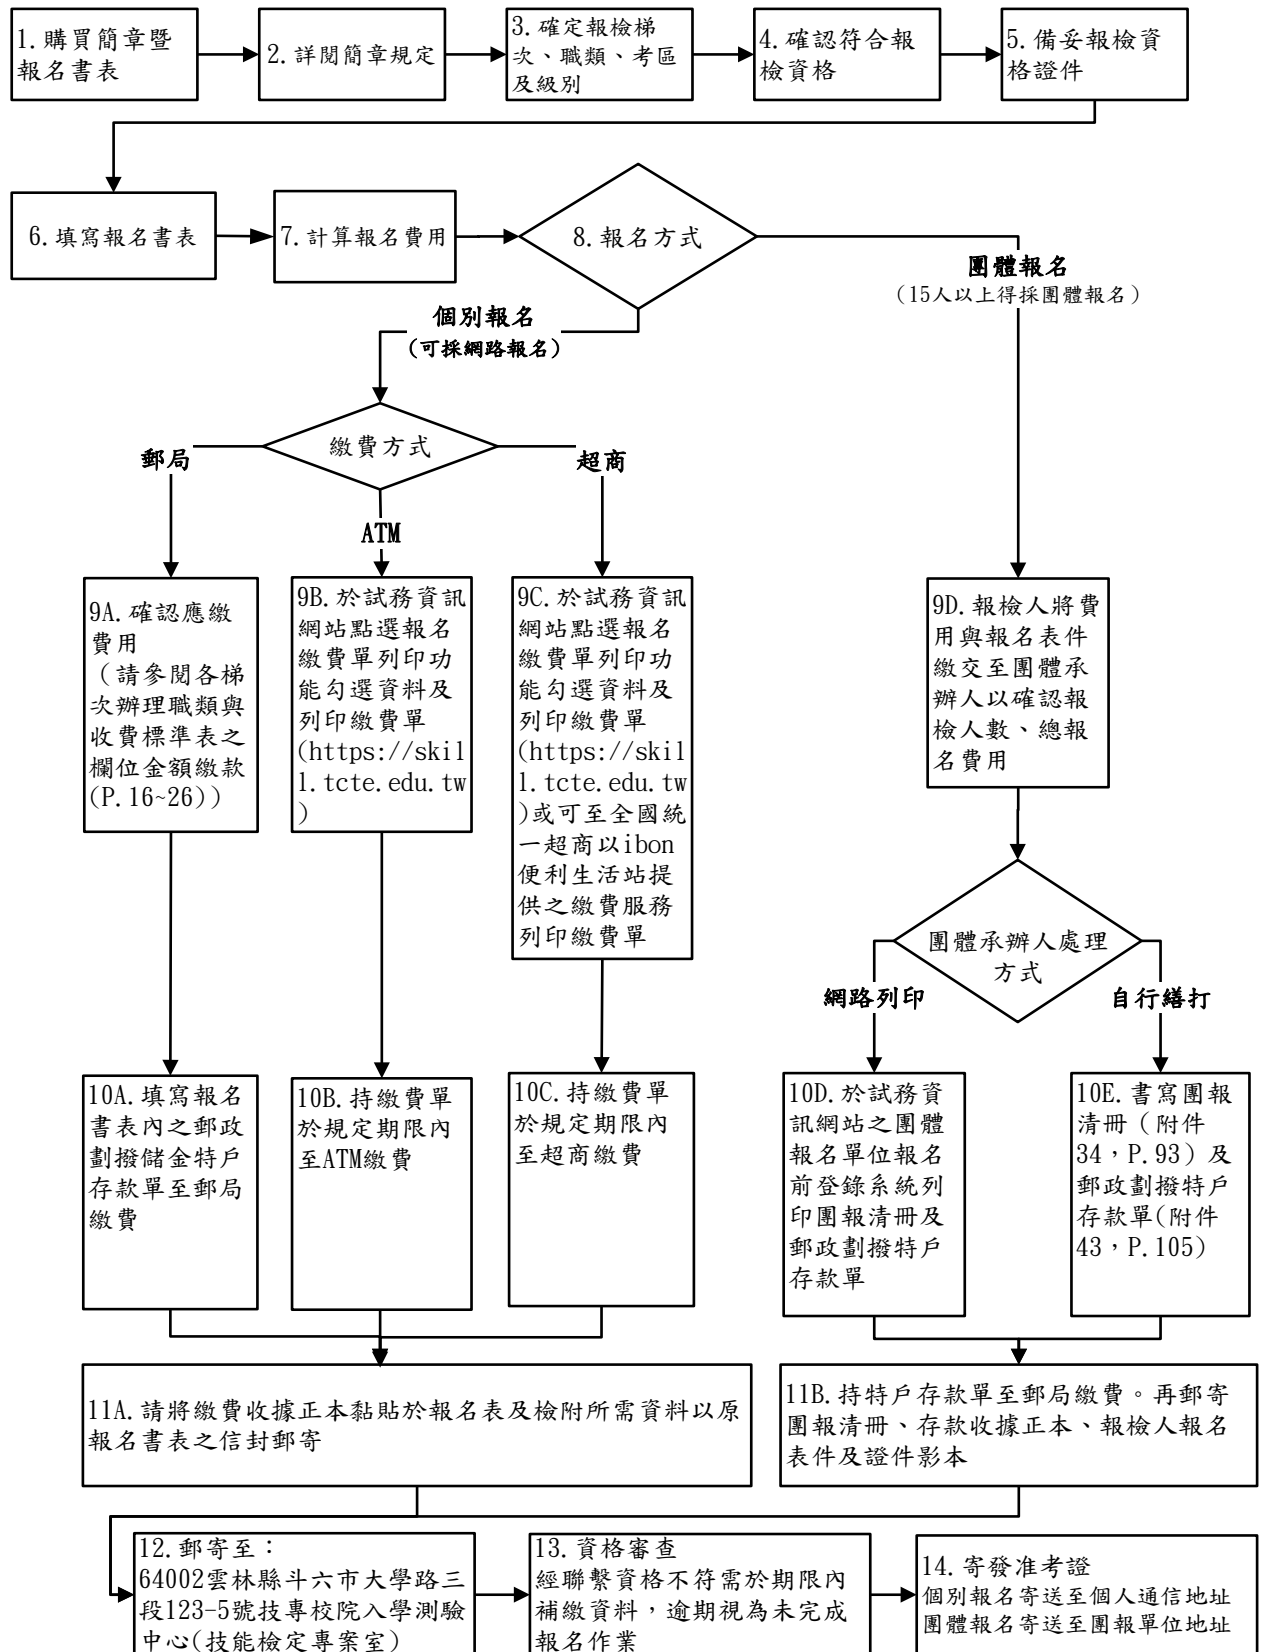 1.購買簡章暨
報名書表
2.詳閱簡章規定
3.確定報檢梯
次、職類、考區
及級別
4.確認符合報
檢資格
5.備妥報檢資
格證件
6.填寫報名書表
7.計算報名費用
8.報名方式
團體報名
（15人以上得採團體報名）
個別報名
(可採網路報名)
繳費方式
郵局
超商
ATM
9A.確認應繳
費用
（請參閱各梯
次辦理職類與
收費標準表之
欄位金額繳款
(P.16~26))
9B.於試務資訊
網站點選報名
繳費單列印功
能勾選資料及
列印繳費單
(https://skil
l.tcte.edu.tw
)
9C.於試務資訊
網站點選報名
繳費單列印功
能勾選資料及
列印繳費單
(https://skil
l.tcte.edu.tw
)或可至全國統
一超商以ibon
便利生活站提
供之繳費服務
列印繳費單
9D.報檢人將費
用與報名表件
繳交至團體承
辦人以確認報
檢人數、總報
名費用
團體承辦人處理
方式
網路列印
自行繕打
10A.填寫報名
書表內之郵政
劃撥儲金特戶
存款單至郵局
繳費
10B.持繳費單
於規定期限內
至ATM繳費
10C.持繳費單
於規定期限內
至超商繳費
10D.於試務資
訊網站之團體
報名單位報名
前登錄系統列
印團報清冊及
郵政劃撥特戶
存款單
10E.書寫團報
清冊（附件
34，P.93）及
郵政劃撥特戶
存款單(附件
43，P.105)
11A.請將繳費收據正本黏貼於報名表及檢附所需資料以原
報名書表之信封郵寄
11B.持特戶存款單至郵局繳費。再郵寄
團報清冊、存款收據正本、報檢人報名
表件及證件影本
12.郵寄至：
64002雲林縣斗六市大學路三
段123-5號技專校院入學測驗
中心(技能檢定專案室)
13.資格審查
經聯繫資格不符需於期限內
補繳資料，逾期視為未完成
報名作業
14.寄發准考證
個別報名寄送至個人通信地址
團體報名寄送至團報單位地址